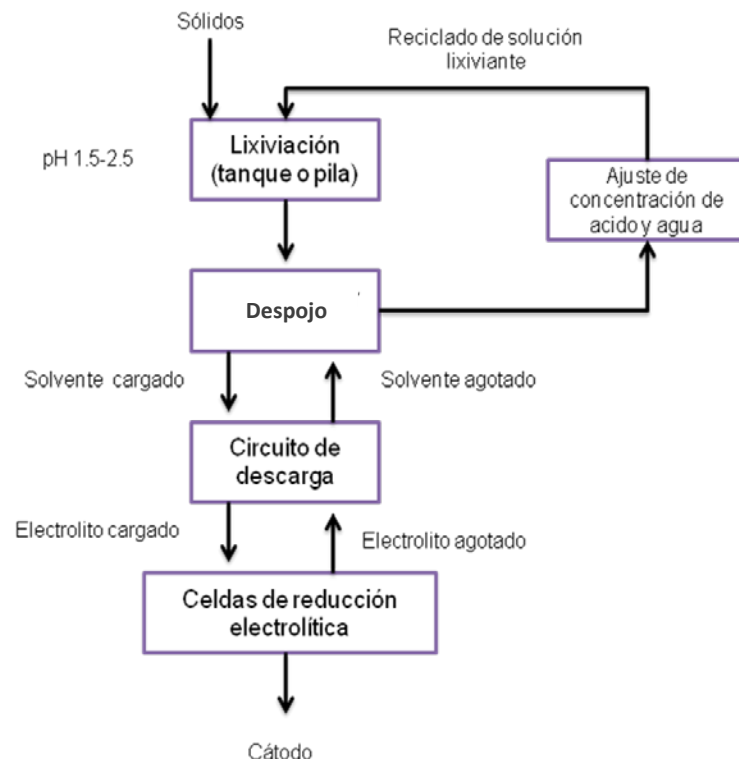 Sólidos
Reciclado de solución
lixiviante
pH 1.5-2.5
Lixiviación
(tanque o pila)
Ajuste de
concentración de
acido y agua
Despojo
Solvente cargado
Solvente agotado
Circuito de
descarga
Electrolito cargado
Electrolito agotado
Celdas de reducción
electrolítica
Cátodo